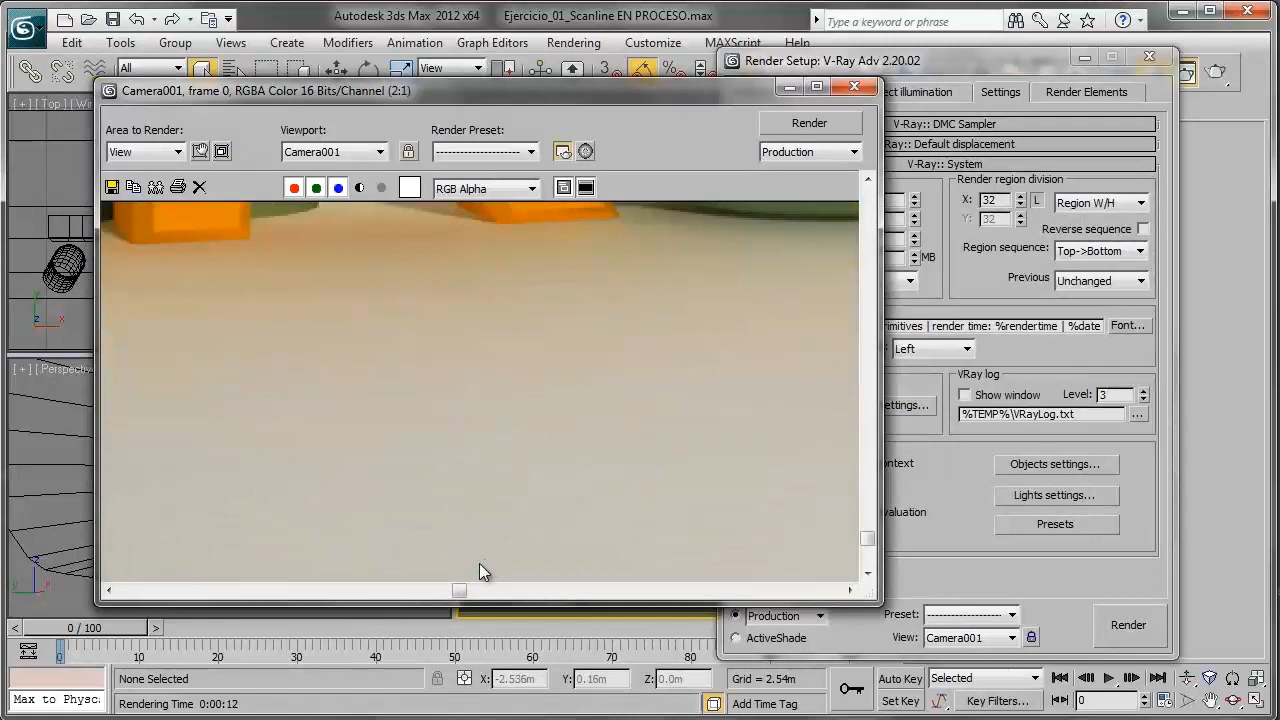 Autodesk 3ds Max 2012 x64 Ejercicio_01_Scanline EN PROCESO.max
Type a keyword or phrase
Edit Tools Group Views Create Modifiers Animation Graph Editors Rendering Customize MAXScript Help
All View 3 %
Render Setup: V-Ray Adv 2.20.02
[ + ] [ Top ] [ Wi
Camera001, frame 0, RGBA Color 16 Bits/Channel (2:1)
ect illumination Settings Render Elements
Area to Render: Viewport: Render Preset: Render
View Camera001 -------------------- Production
RGB Alpha
V-Ray:: DMC Sampler
V-Ray:: Default displacement
V-Ray:: System
Render region division
X: 32 L Region W/H
Y: 32
Reverse sequence
Region sequence: Top->Bottom
MB
Previous Unchanged
rimitives | render time: %rendertime | %date Font...
Left
VRay log
Show window Level: 3
ettings...
%TEMP%\VRayLog.txt ...
ontext Objects settings...
Lights settings...
valuation Presets
[ + ] [ Perspectiv
z x y
Production Preset: -------------------- Render
ActiveShade View: Camera001
< 0 / 100 >
0 10 20 30 40 50 60 70 80
None Selected X: -2.536m Y: 0.16m Z: 0.0m Grid = 2.54m Auto Key Selected
Max to Physc Rendering Time 0:00:12 Add Time Tag Set Key Key Filters... 0